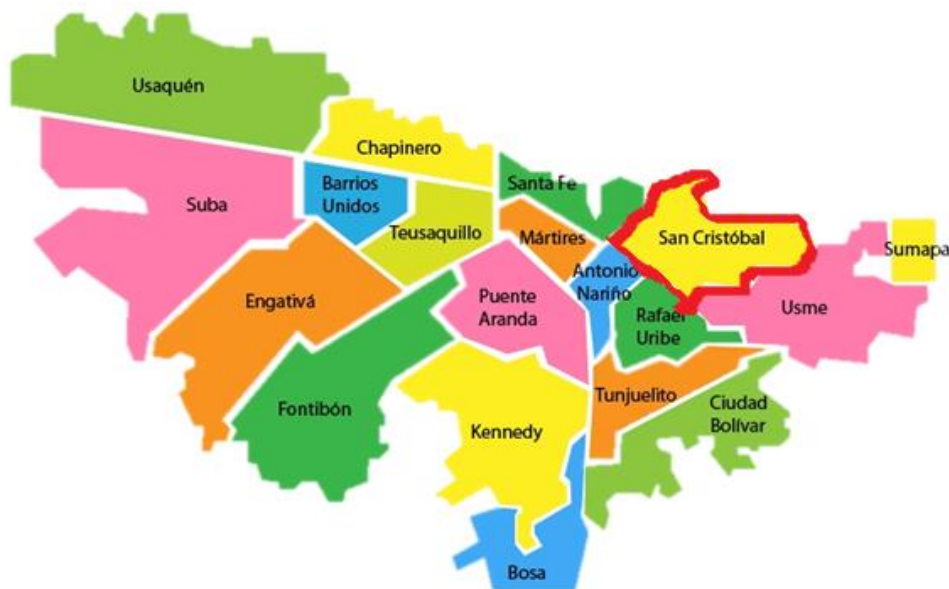 Usaquén
Chapinero
Suba
Barrios
Unidos
Teusaquillo
Santa Fe
Mártires
San Cristóbal
Sumapa
Antonio
Nariño
Engativá
Puente
Aranda
Rafael
Uribe
Usme
Fontibón
Tunjuelito
Kennedy
Ciudad
Bolívar
Bosa